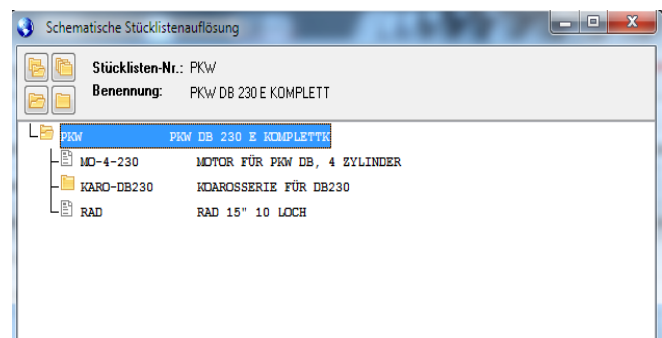 Schematische Stücklistenauflösung
Stücklisten-Nr.: PKW
Benennung: PKW DB 230 E KOMPLETT
PKW PKW DB 230 E KOMPLETTK
MO-4-230 MOTOR FÜR PKW DB, 4 ZYLINDER
KARO-DB230 KOAROSSERIE FÜR DB230
RAD RAD 15" 10 LOCH